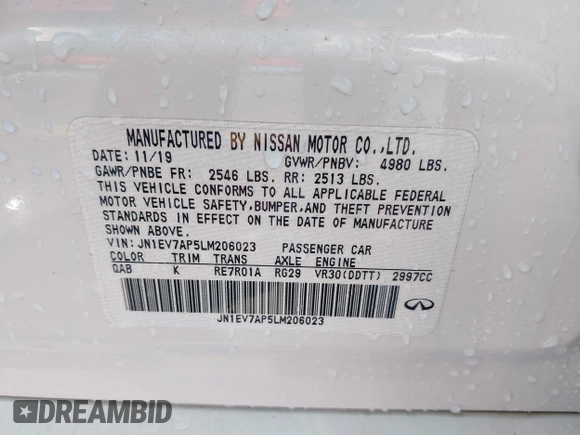 MANUFACTURED BY NISSAN MOTOR CO.,LTD.
DATE: 11/19 GVWR/PNBV: 4980 LBS.
GAWR/PNBE FR: 2546 LBS. RR: 2513 LBS.
THIS VEHICLE CONFORMS TO ALL APPLICABLE FEDERAL
MOTOR VEHICLE SAFETY,BUMPER,AND THEFT PREVENTION
STANDARDS IN EFFECT ON THE DATE OF MANUFACTURE
SHOWN ABOVE.
VIN: JN1EV7AP5LM206023 PASSENGER CAR
COLOR TRIM TRANS AXLE ENGINE
QAB K RE7R01A RG29 VR30(DDTT) 2997CC
JN1EV7AP5LM206023
DREAMBID